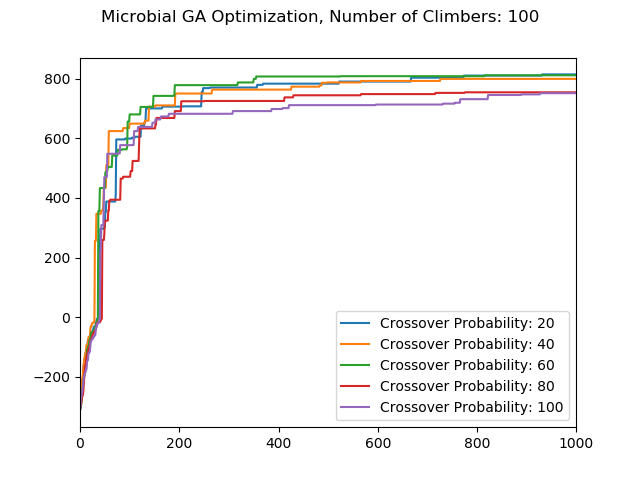 Microbial GA Optimization, Number of Climbers: 100
800
600
400
200
0
−200
0 200 400 600 800 1000
Crossover Probability: 20
Crossover Probability: 40
Crossover Probability: 60
Crossover Probability: 80
Crossover Probability: 100